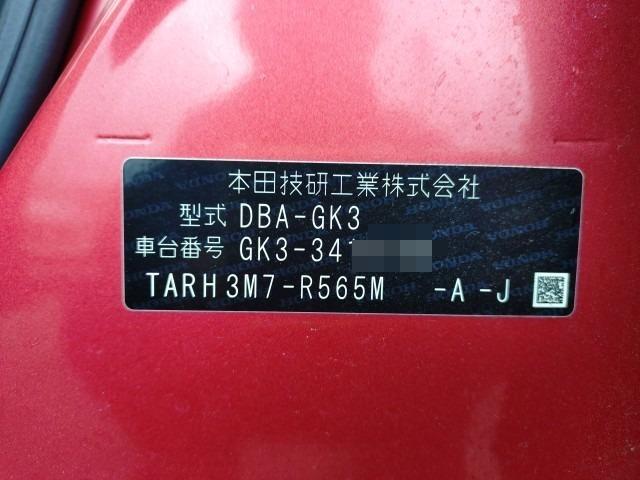 本田技研工業株式会社
型式 DBA-GK3
車台番号 GK3-34
TARH3M7-R565M -A -J